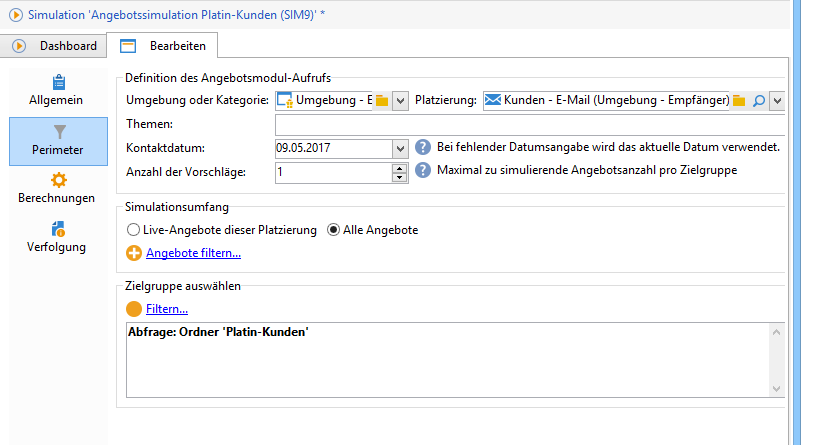 Simulation 'Angebotssimulation Platin-Kunden (SIM9)' *
Dashboard Bearbeiten
Allgemein
Perimeter
Berechnungen
Verfolgung
Definition des Angebotsmodul-Aufrufs
Umgebung oder Kategorie: Umgebung - E Platzierung: Kunden - E-Mail (Umgebung - Empfänger)
Themen:
Kontaktdatum: 09.05.2017 Bei fehlender Datumsangabe wird das aktuelle Datum verwendet.
Anzahl der Vorschläge: 1 Maximal zu simulierende Angebotsanzahl pro Zielgruppe
Simulationsumfang
Live-Angebote dieser Platzierung Alle Angebote
Angebote filtern...
Zielgruppe auswählen
Filtern...
Abfrage: Ordner 'Platin-Kunden'